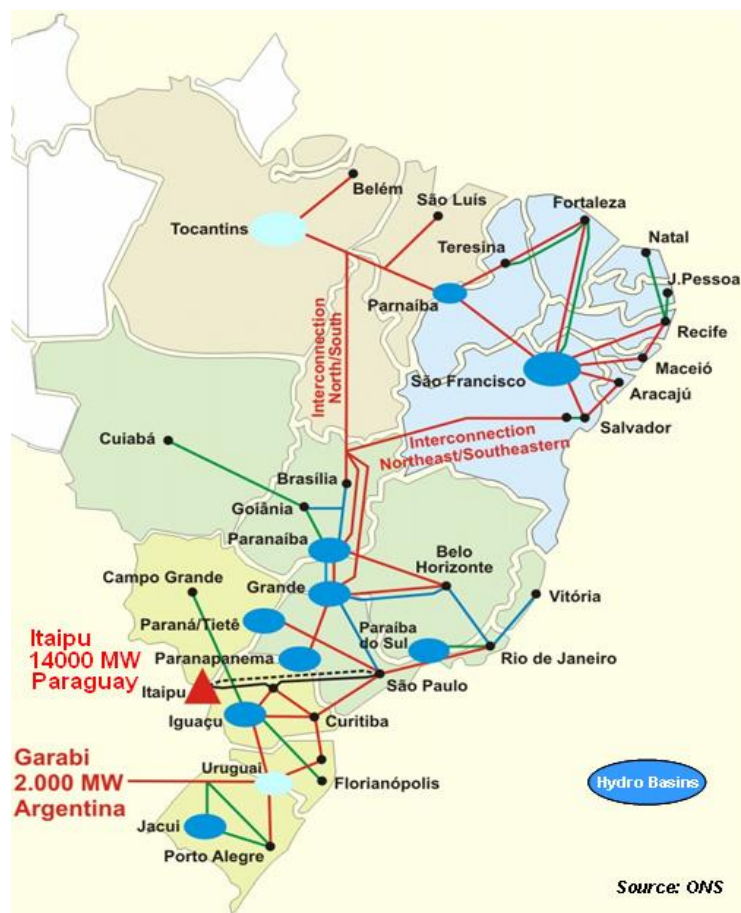 Belém
São Luís
Fortaleza
Tocantins
Teresina
Natal
J.Pessoa
Parnaíba
Recife
Interconnection
North/South
Maceió
São Francisco
Aracajú
Salvador
Interconnection
Northeast/Southeastern
Cuiabá
Brasília
Goiânia
Paranaíba
Belo
Horizonte
Campo Grande
Grande
Vitória
Paraná/Tietê
Paraíba
do Sul
Itaipu
14000 MW
Paraguay
Paranapanema
Rio de Janeiro
Itaipu
São Paulo
Iguaçu
Curitiba
Garabi
2.000 MW
Argentina
Uruguai
Florianópolis
Hydro Basins
Jacui
Porto Alegre
Source: ONS